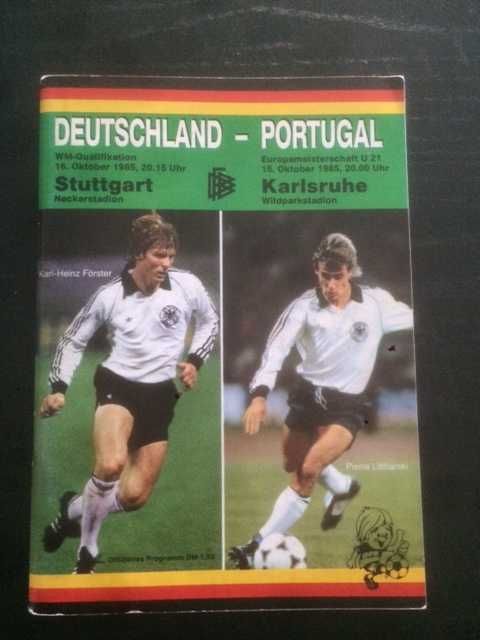 DEUTSCHLAND - PORTUGAL
WM-Qualifikation
16. Oktober 1985, 20.15 Uhr
Stuttgart
Neckarstadion
Europameisterschaft U 21
15. Oktober 1985, 20.00 Uhr
Karlsruhe
Wildparkstadion
Karl-Heinz Förster
Pierre Littbarski
Offizielles Programm DM 1,50